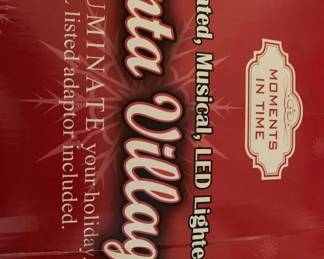 MOMENTS
IN TIME
ated, Musical, LED Lighte
nta Villag
UMINATE your holiday
listed adaptor included.